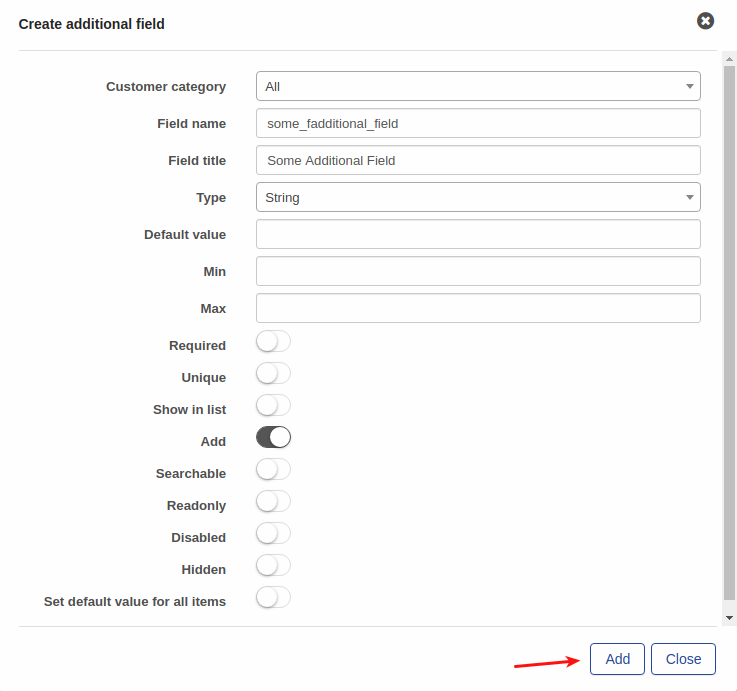 Create additional field
Customer category All
Field name some_fadditional_field
Field title Some Additional Field
Type String
Default value
Min
Max
Required
Unique
Show in list
Add
Searchable
Readonly
Disabled
Hidden
Set default value for all items
Add Close